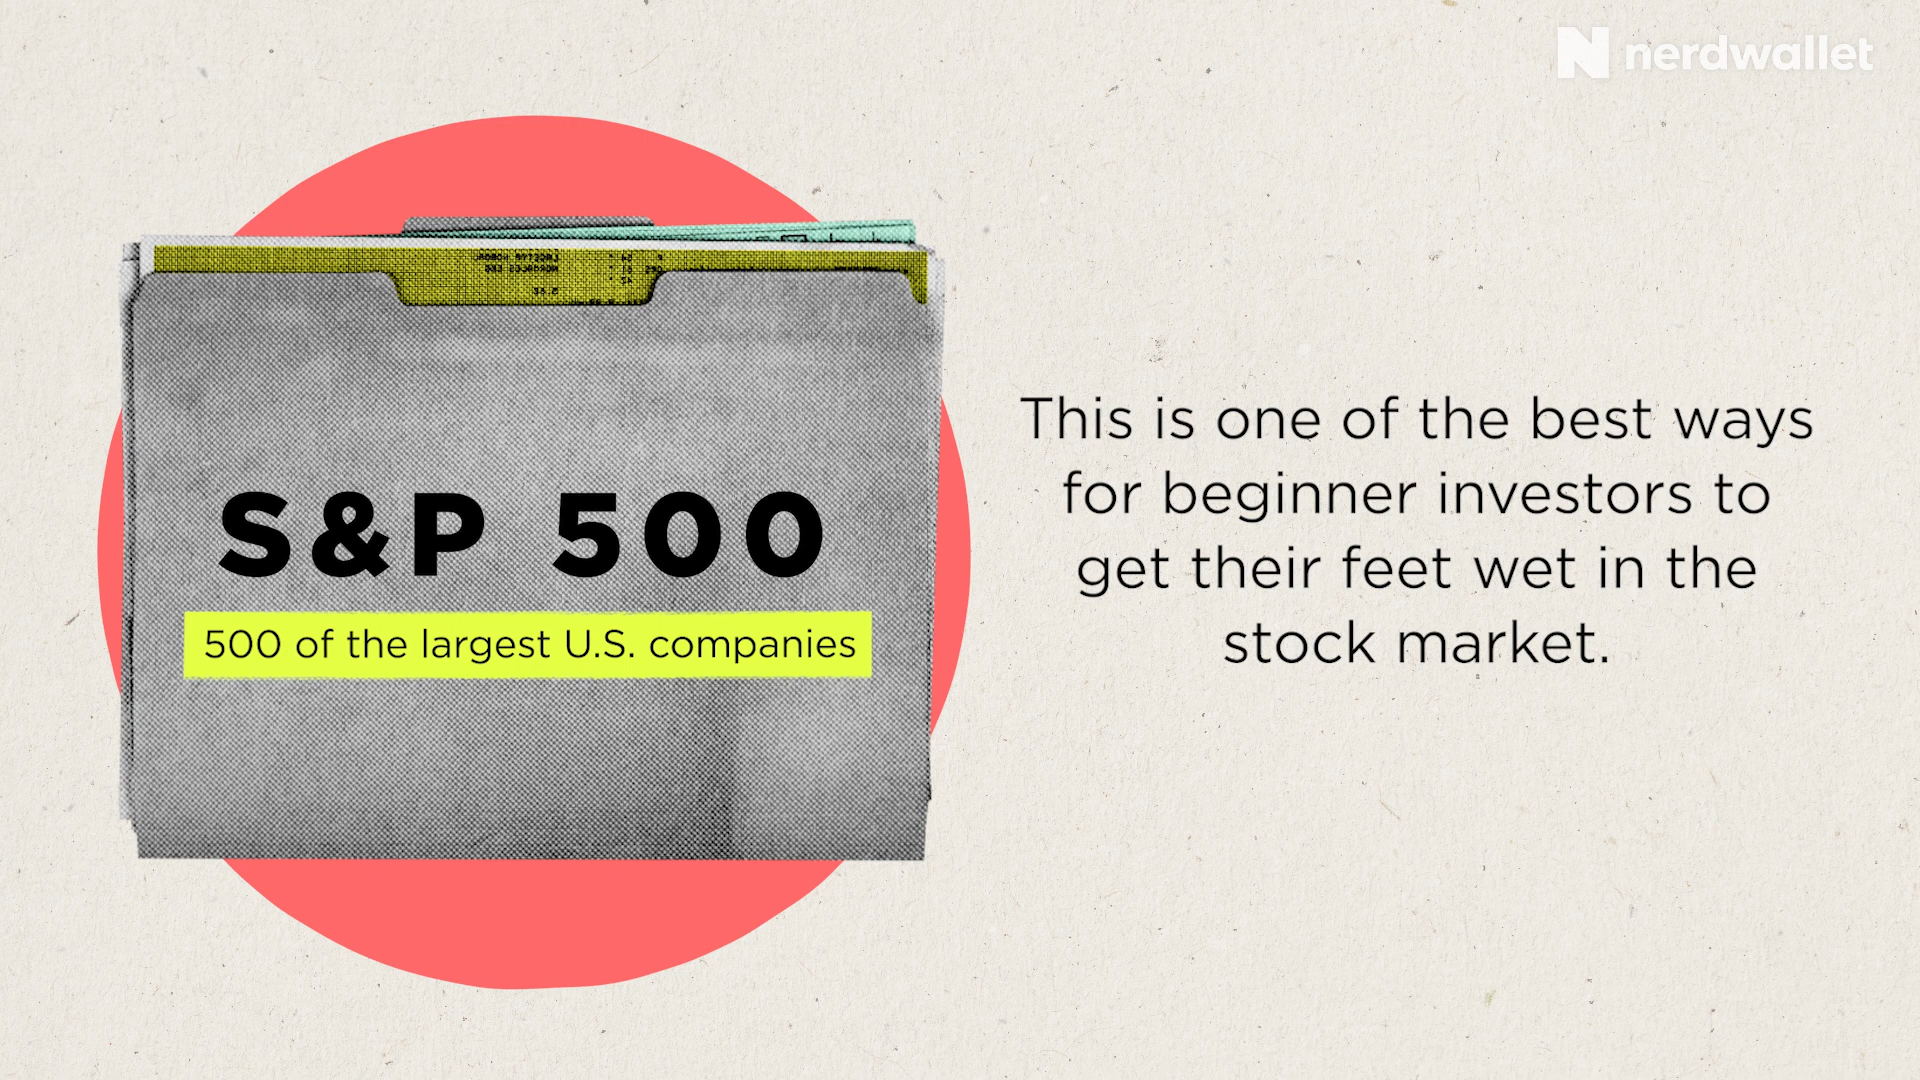 nerdwallet
S&P 500
500 of the largest U.S. companies
This is one of the best ways
for beginner investors to
get their feet wet in the
stock market.